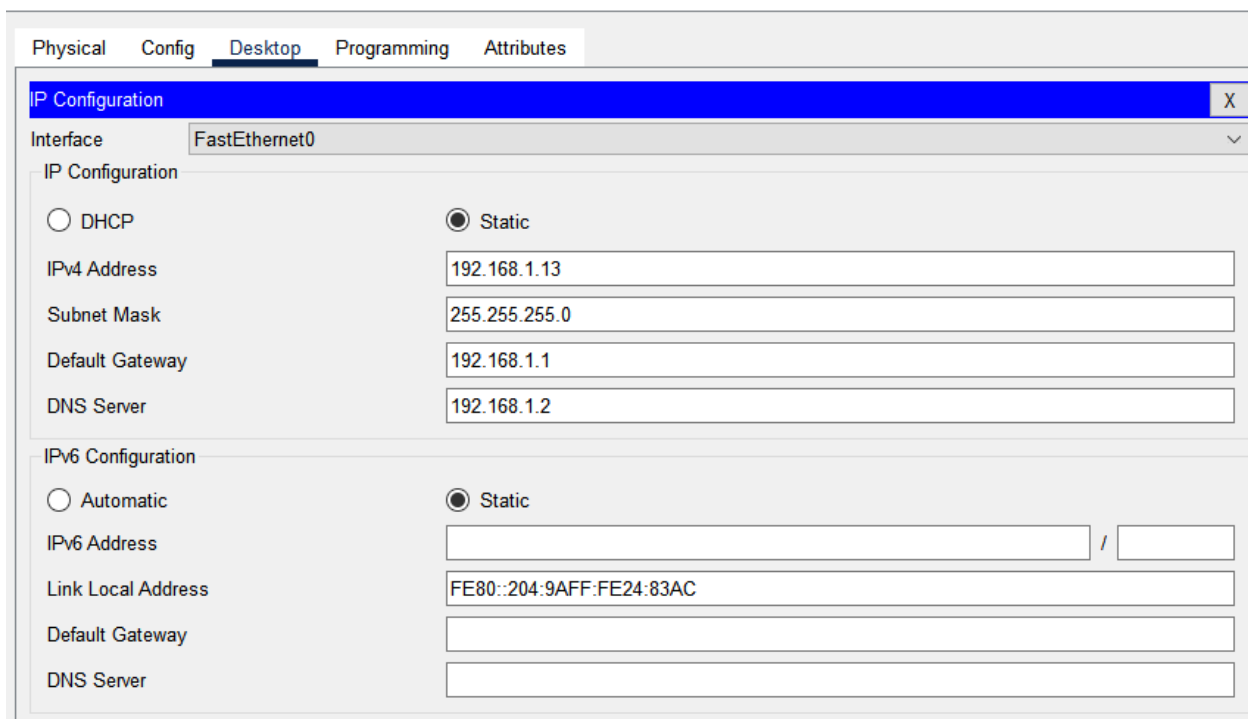 Physical Config Desktop Programming Attributes
IP Configuration X
Interface FastEthernet0
IP Configuration
DHCP Static
IPv4 Address 192.168.1.13
Subnet Mask 255.255.255.0
Default Gateway 192.168.1.1
DNS Server 192.168.1.2
IPv6 Configuration
Automatic Static
IPv6 Address /
Link Local Address FE80::204:9AFF:FE24:83AC
Default Gateway
DNS Server